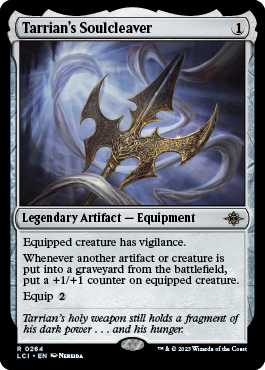 Tarrian's Soulcleaver 1
Legendary Artifact — Equipment
Equipped creature has vigilance.
Whenever another artifact or creature is
put into a graveyard from the battlefield,
put a +1/+1 counter on equipped creature.
Equip 2
Tarrian's holy weapon still holds a fragment of
his dark power . . . and his hunger.
R 0264
LCI • EN Nereida
™ & © 2023 Wizards of the Coast